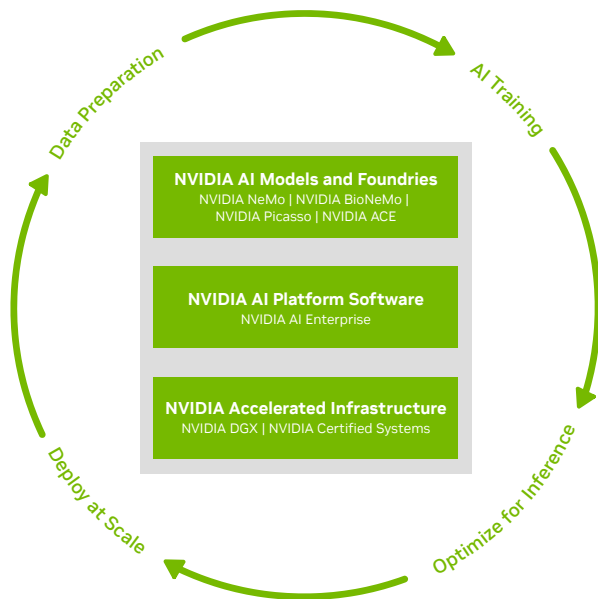 Data Preparation
AI Training
NVIDIA AI Models and Foundries
NVIDIA NeMo | NVIDIA BioNeMo |
NVIDIA Picasso | NVIDIA ACE
NVIDIA AI Platform Software
NVIDIA AI Enterprise
NVIDIA Accelerated Infrastructure
NVIDIA DGX | NVIDIA Certified Systems
Deploy at Scale
Optimize for Inference